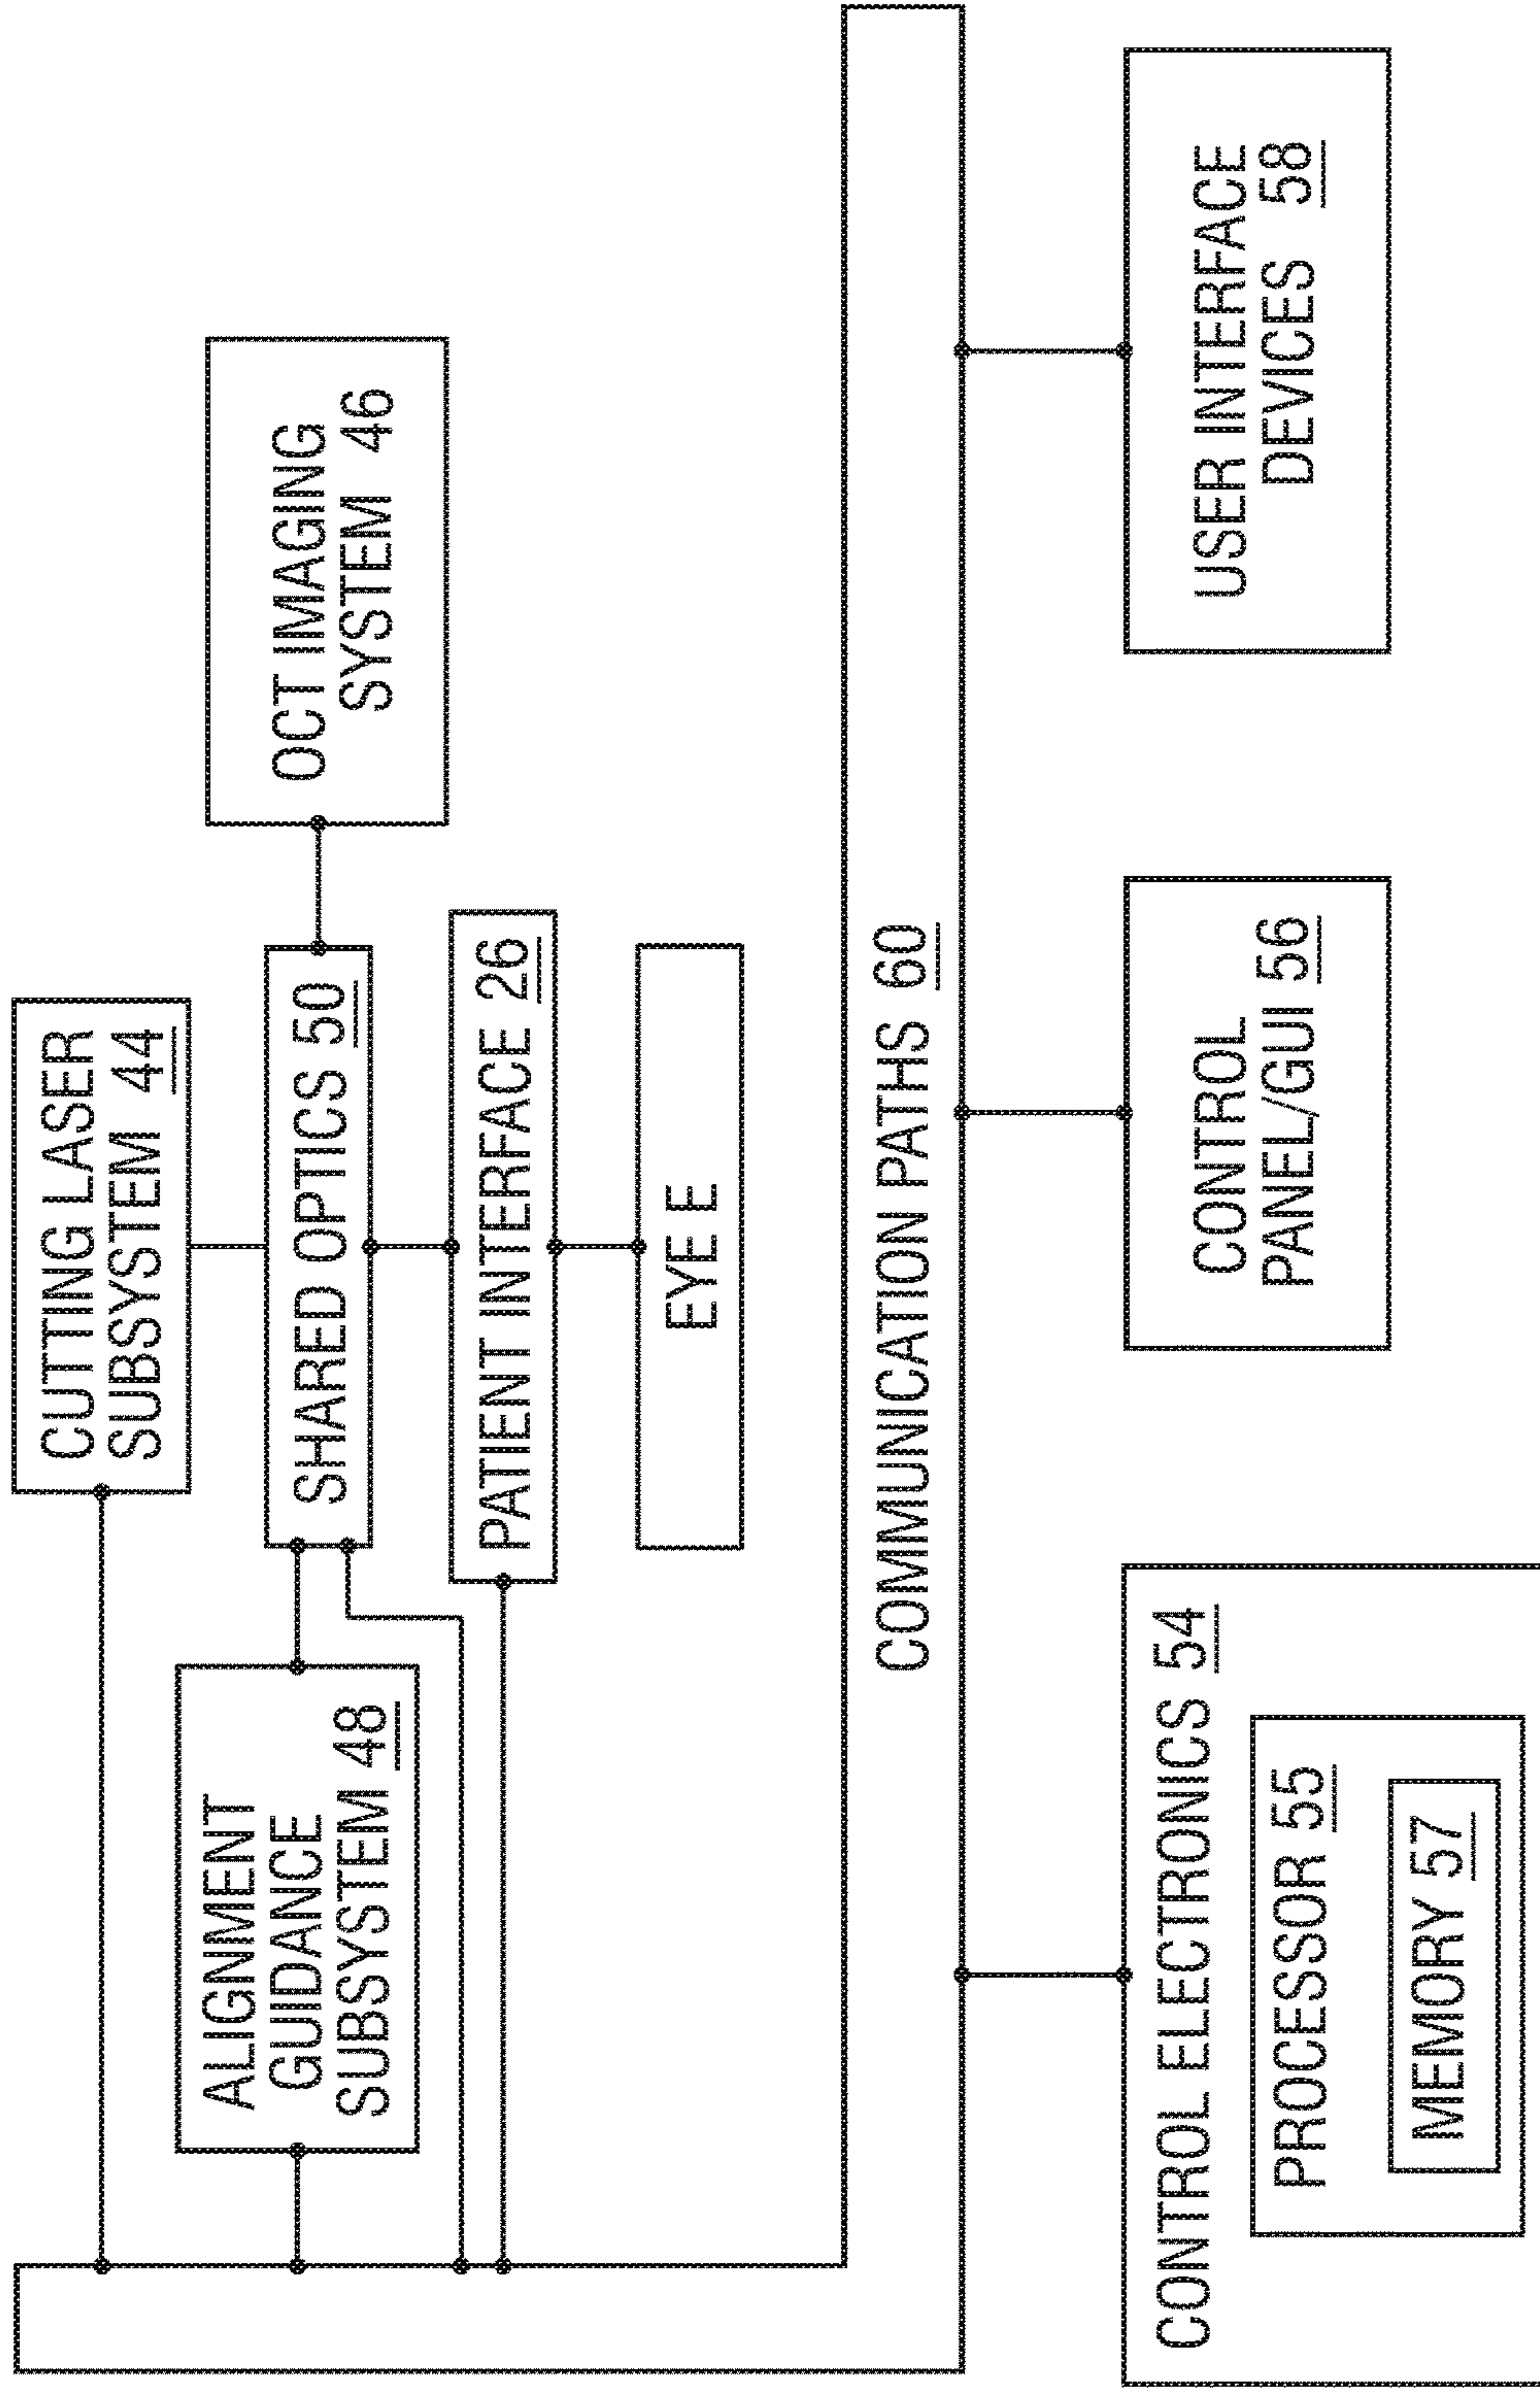 CUTTING LASER
SUBSYSTEM 44
ALIGNMENT
GUIDANCE
SUBSYSTEM 48
SHARED OPTICS 50
OCT IMAGING
SYSTEM 46
PATIENT INTERFACE 26
EYE E
COMMUNICATION PATHS 60
CONTROL ELECTRONICS 54
PROCESSOR 55
MEMORY 57
CONTROL
PANEL/GUI 56
USER INTERFACE
DEVICES 58